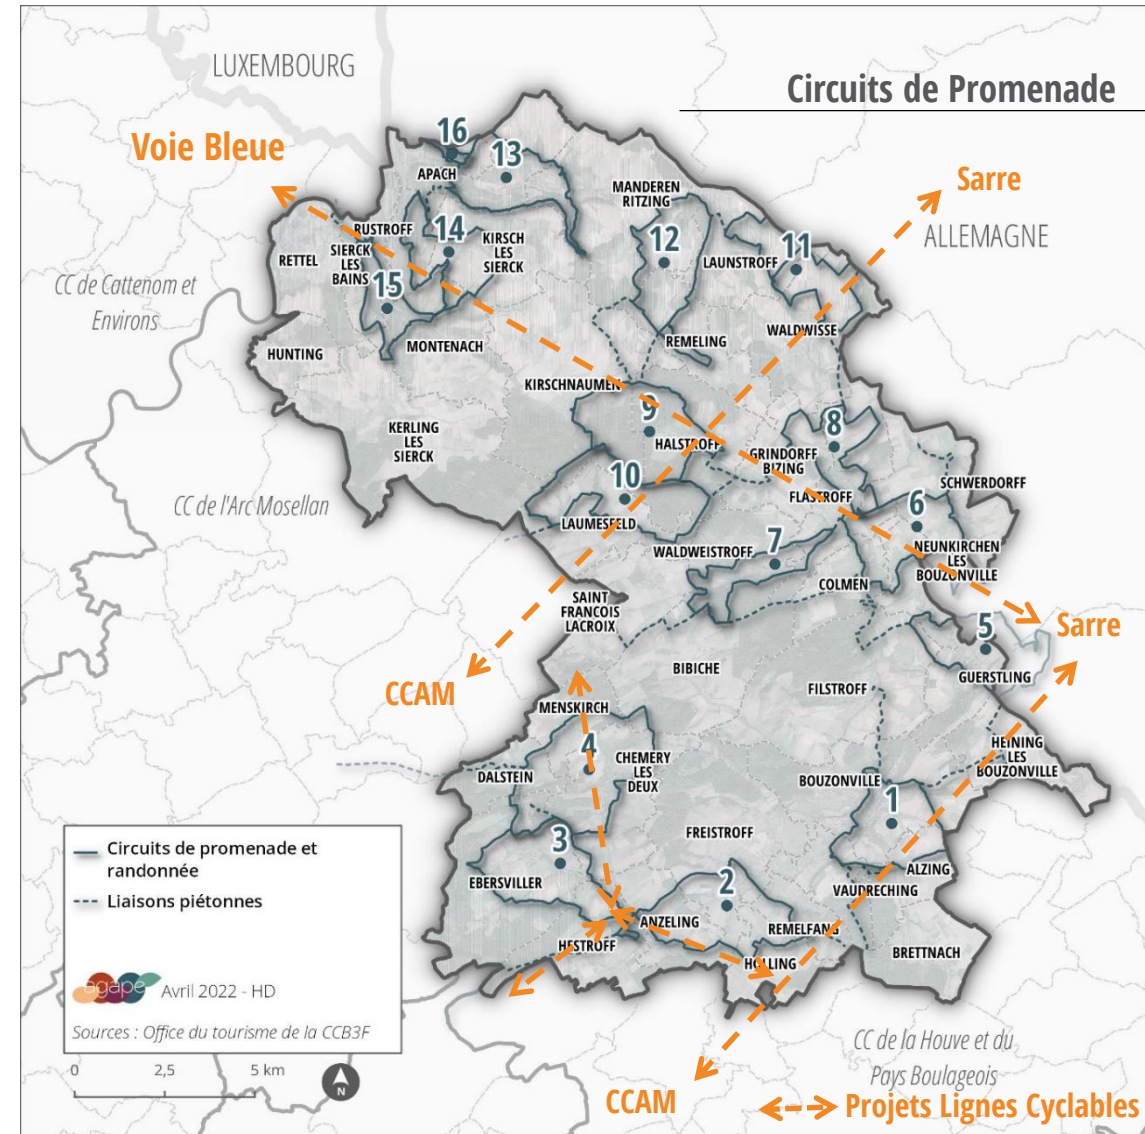 LUXEMBOURG
Circuits de Promenade
Voie Bleue
16
13
APACH
Sarre
MANDEREN
RITZING
ALLEMAGNE
RUSTROFF
14
KIRSCH
LES
SIERCK
12
11
LAUNSTROFF
RETTEL
SIERCK
LES
BAINS
15
CC de Cattenom et
Environs
HUNTING
MONTENACH
REMELING
WALDWISSE
KIRSCHNAUMEN
9
HALSTROFF
8
KERLING
LES
SIERCK
GRINDORFF
BIZING
10
FLASTROFF
SCHWERDORFF
CC de l'Arc Mosellan
LAUMESFELD
6
WALDWEISTROFF
7
NEUNKIRCHEN
LES
BOUZONVILLE
COLMEN
SAINT
FRANCOIS
LACROIX
Sarre
5
BIBICHE
GUERSTLING
CCAM
FILSTROFF
MENSKIRCH
4
CHEMERY
LES
DEUX
DALSTEIN
HEINING
LES
BOUZONVILLE
BOUZONVILLE
1
FREISTROFF
3
ALZING
EBERSVILLER
2
VAUDRECHING
ANZELING
REMELFANG
BRETTNACH
HESTROFF
HOLLING
Circuits de promenade et
randonnée
Liaisons piétonnes
agape
Avril 2022 - HD
Sources : Office du tourisme de la CCB3F
0 2,5 5 km
N
CC de la Houve et du
Pays Boulageois
CCAM
Projets Lignes Cyclables